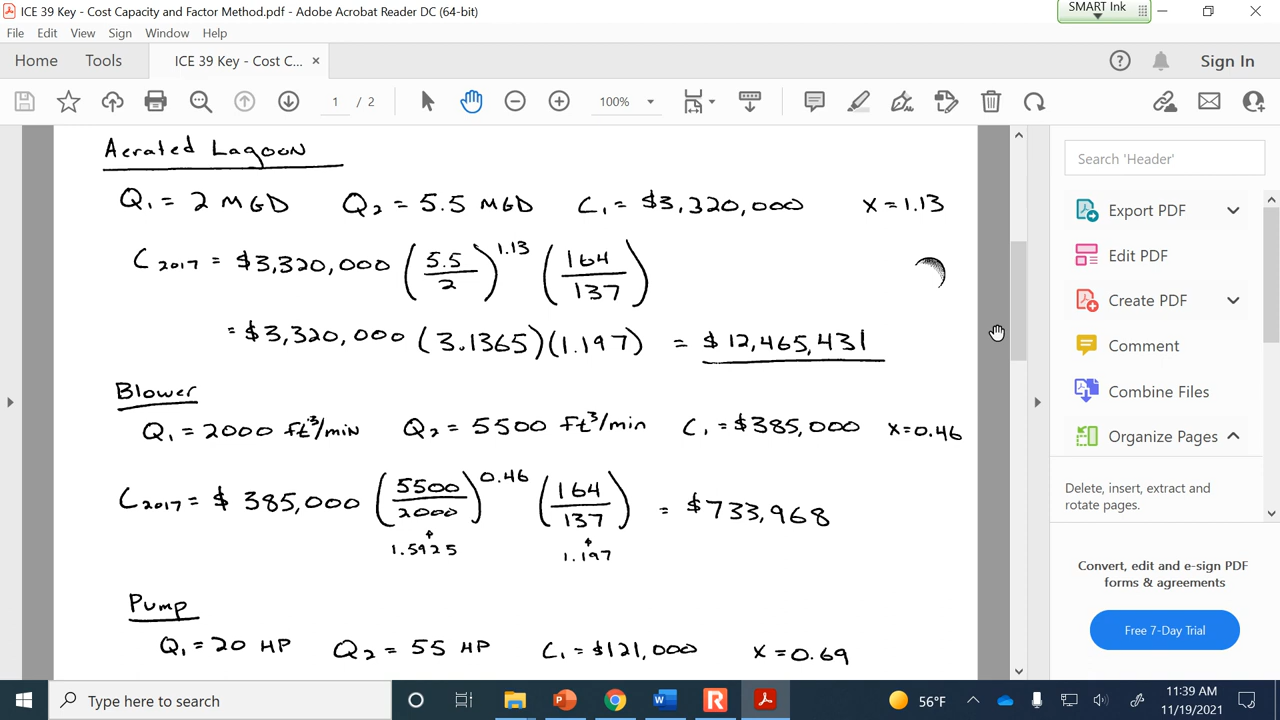 ICE 39 Key - Cost Capacity and Factor Method.pdf - Adobe Acrobat Reader DC (64-bit)
SMART Ink
File Edit View Sign Window Help
Home Tools ICE 39 Key - Cost C... × Sign In
1 / 2 100%
Aerated Lagoon
Q₁ = 2 MGD Q₂ = 5.5 MGD C₁ = $3,320,000 X = 1.13
C₂₀₁₇ = $3,320,000 (5.5/2)^1.13 (164/137)
= $3,320,000 (3.1365)(1.197) = $12,465,431
Blower
Q₁ = 2000 ft³/min Q₂ = 5500 ft³/min C₁ = $385,000 X = 0.46
C₂₀₁₇ = $385,000 (5500/2000)^0.46 (164/137) = $733,968
1.5925 1.197
Pump
Q₁ = 20 HP Q₂ = 55 HP C₁ = $121,000 X = 0.69
Search 'Header'
Export PDF
Edit PDF
Create PDF
Comment
Combine Files
Organize Pages
Delete, insert, extract and
rotate pages.
Convert, edit and e-sign PDF
forms & agreements
Free 7-Day Trial
Type here to search
56°F
11:39 AM
11/19/2021